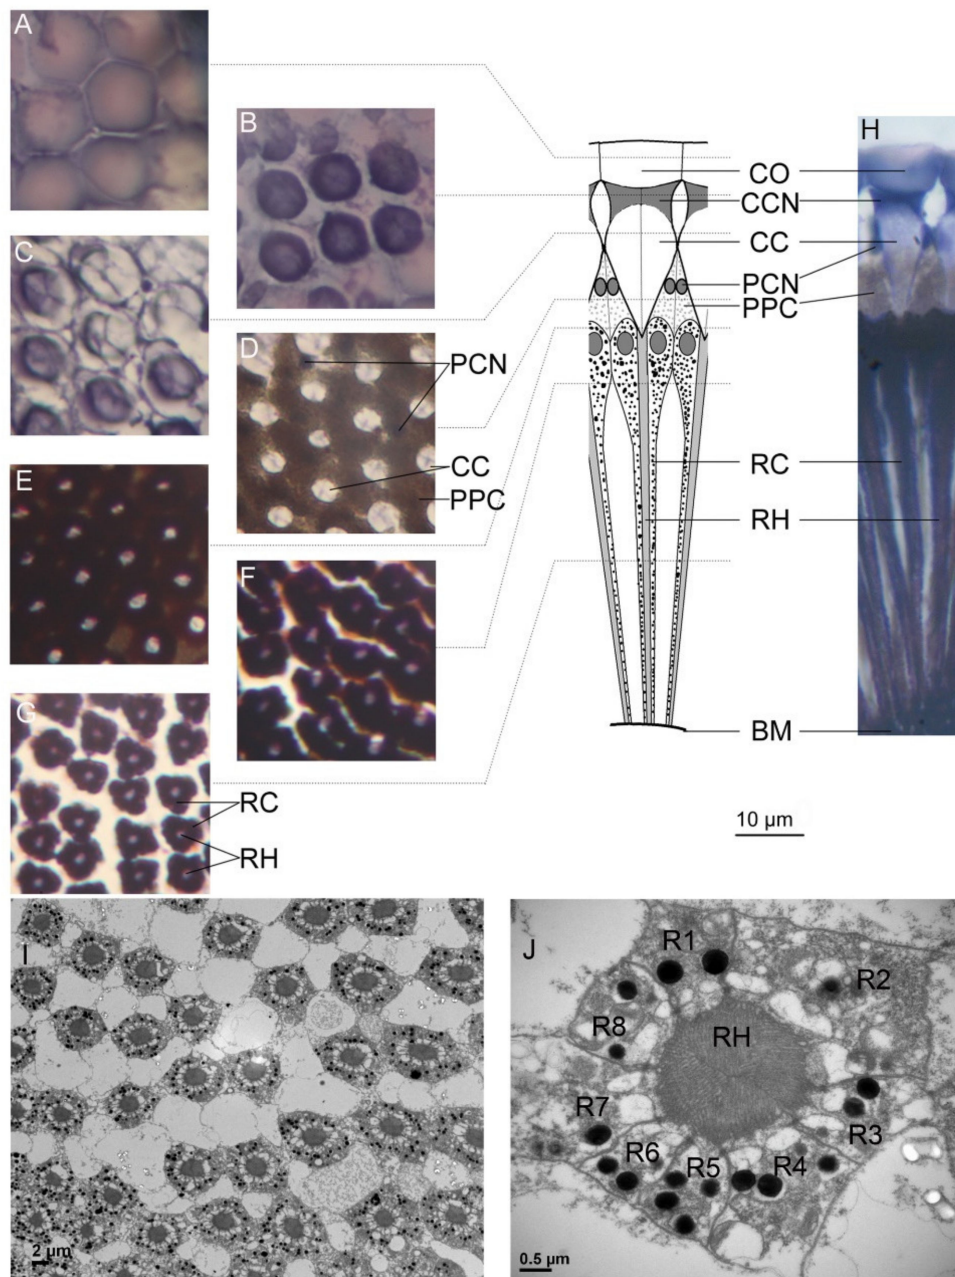 A
B
H
CO
CCN
C
CC
PCN
PPC
D
PCN
CC
PPC
E
RC
RH
F
G
BM
RC
RH
10 μm
I
J
R1
R2
R8
RH
R7
R3
R6
R5
R4
2 μm
0.5 μm